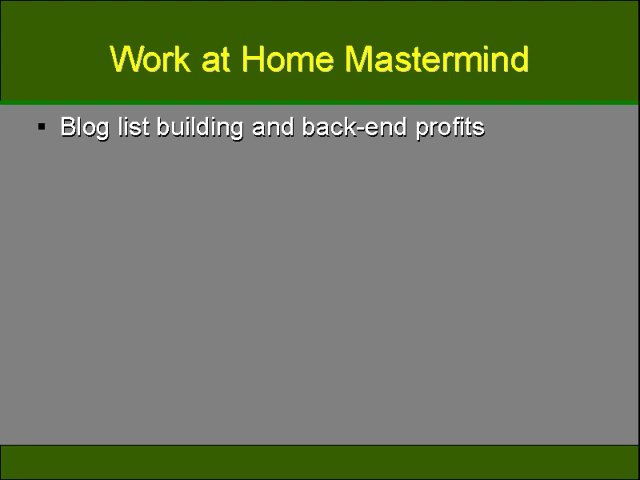 Work at Home Mastermind
▪ Blog list building and back-end profits